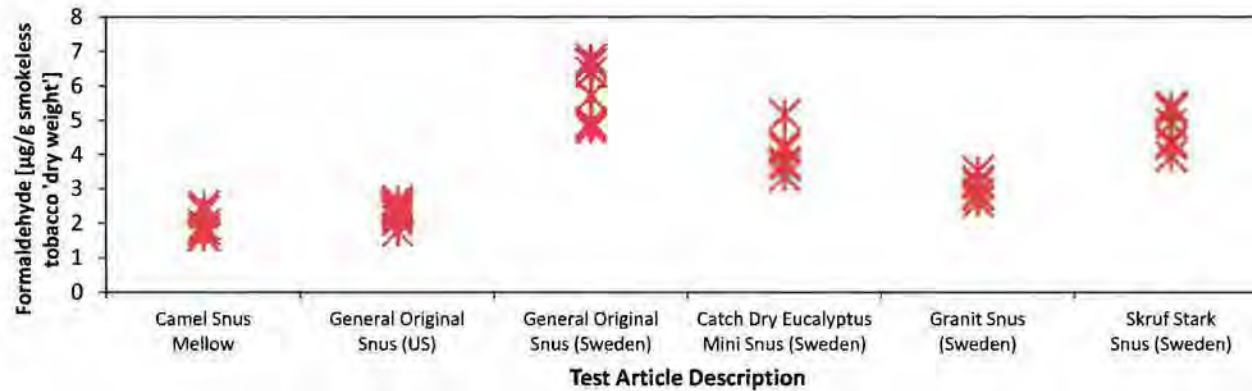 Formaldehyde [µg/g smokeless
tobacco 'dry weight']
8
7
6
5
4
3
2
1
0
Camel Snus
Mellow
General Original
Snus (US)
General Original
Snus (Sweden)
Catch Dry Eucalyptus
Mini Snus (Sweden)
Granit Snus
(Sweden)
Skruf Stark
Snus (Sweden)
Test Article Description